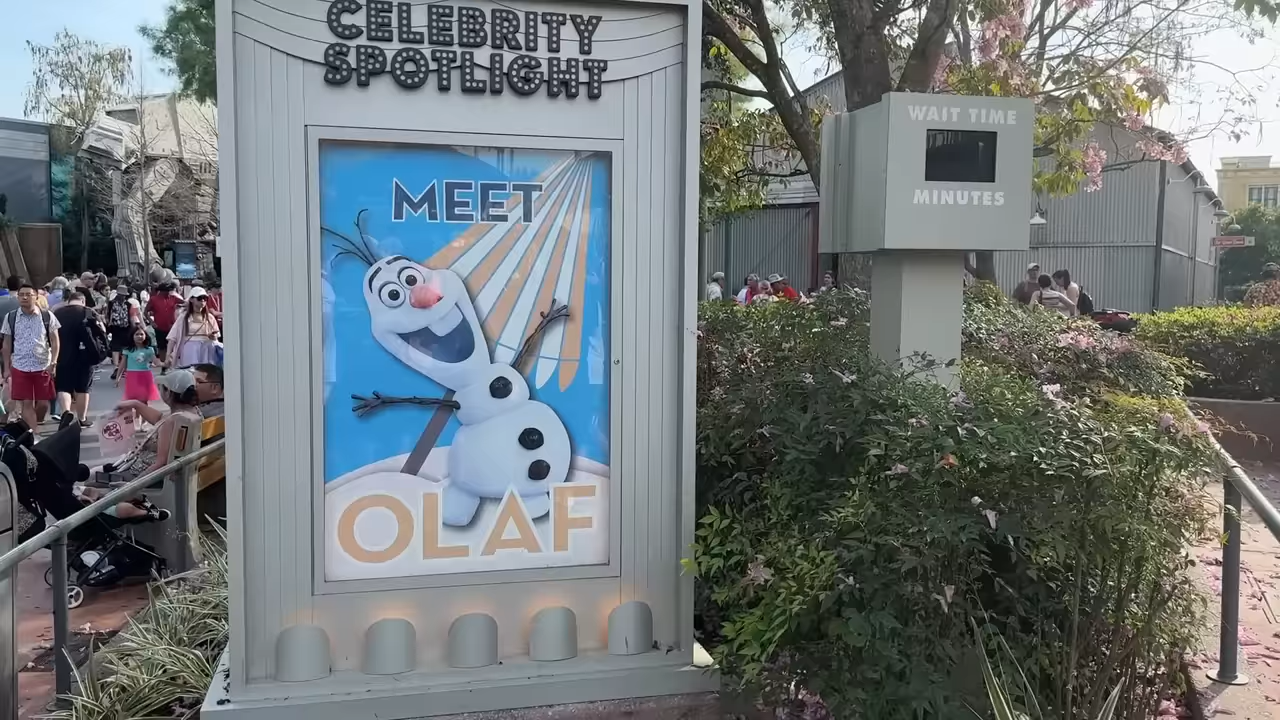 CELEBRITY
SPOTLIGHT
MEET
OLAF
WAIT TIME
MINUTES